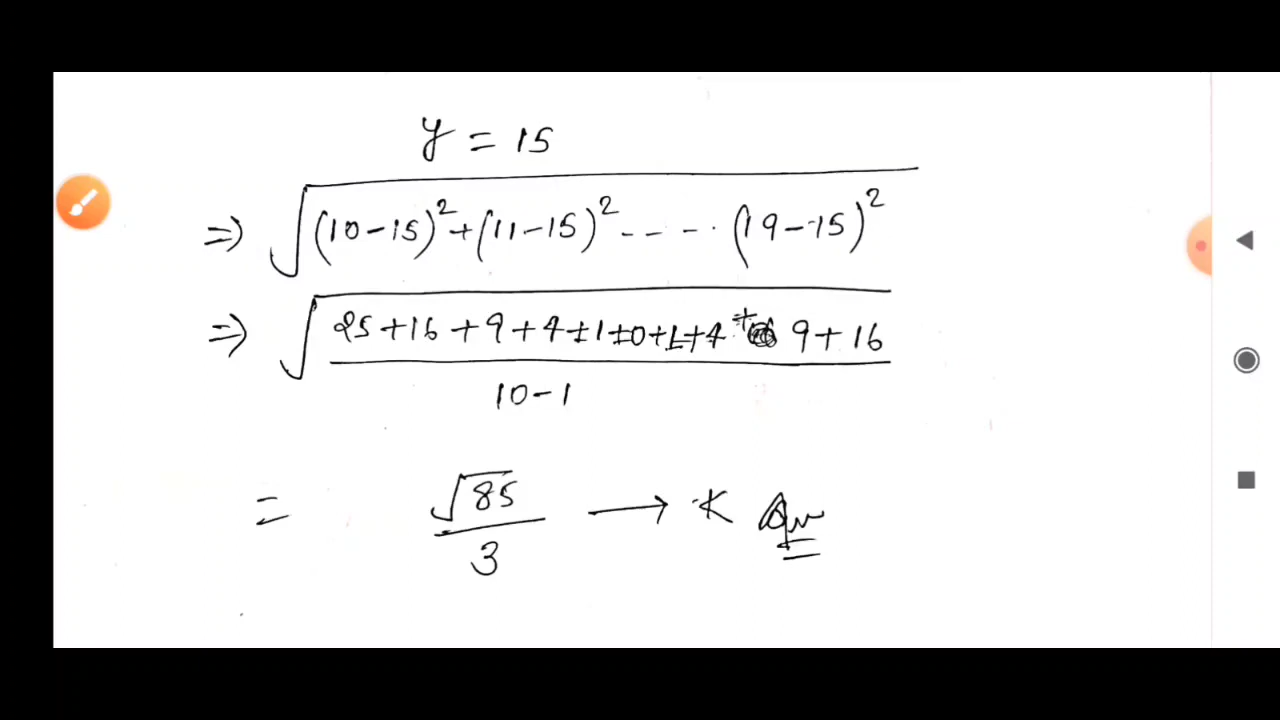 y = 15
⇒ √(10-15)² + (11-15)² - - - - · (19-15)²
⇒ √25+16+9+4+1+0+1+4+9+16
10-1
= √85/3 → K Ans